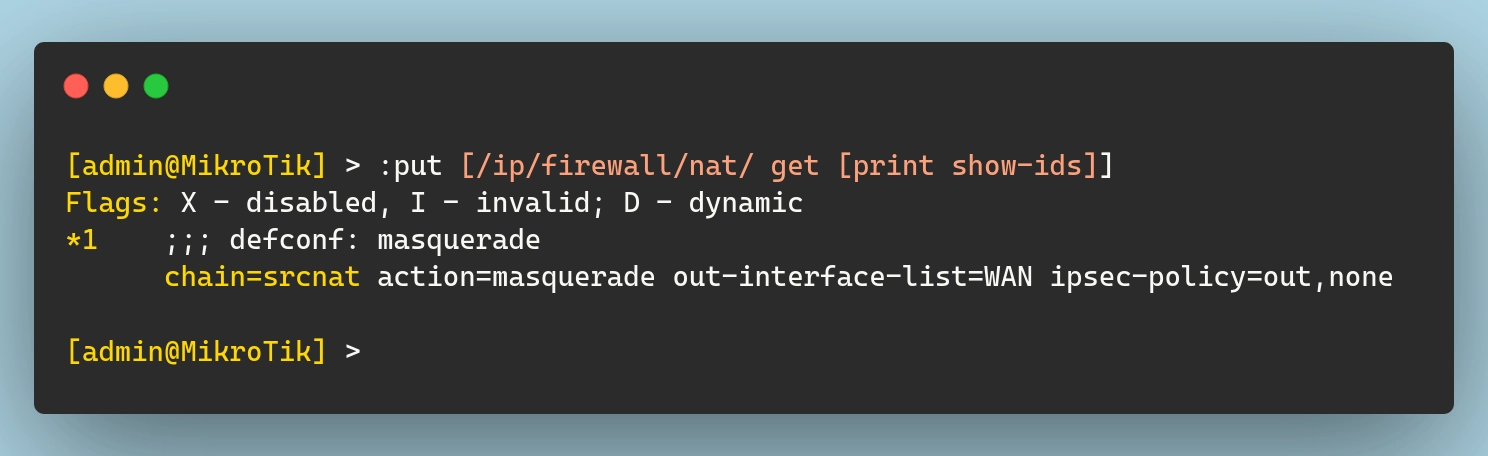 [admin@MikroTik] > :put [/ip/firewall/nat/ get [print show-ids]]
Flags: X - disabled, I - invalid; D - dynamic
*1    ;;; defconf: masquerade
      chain=srcnat action=masquerade out-interface-list=WAN ipsec-policy=out,none
[admin@MikroTik] >